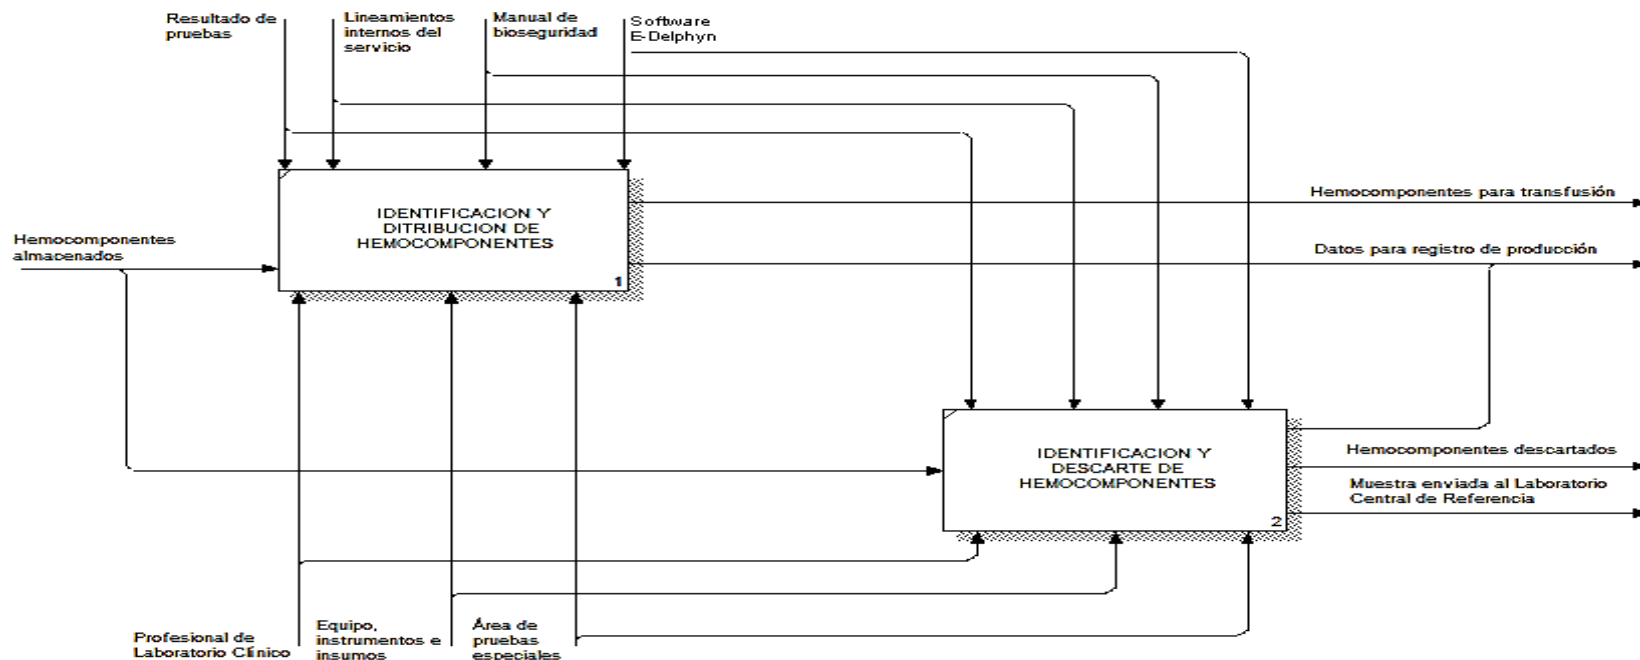 Resultado de
pruebas
Lineamientos
internos del
servicio
Manual de
bioseguridad
Software
E-Delphyn
IDENTIFICACION Y
DITRIBUCION DE
HEMOCOMPONENTES
1
Hemocomponentes
almacenados
Hemocomponentes para transfusión
Datos para registro de producción
IDENTIFICACION Y
DESCARTE DE
HEMOCOMPONENTES
2
Hemocomponentes descartados
Muestra enviada al Laboratorio
Central de Referencia
Profesional de
Laboratorio Clínico
Equipo,
instrumentos e
insumos
Área de
pruebas
especiales